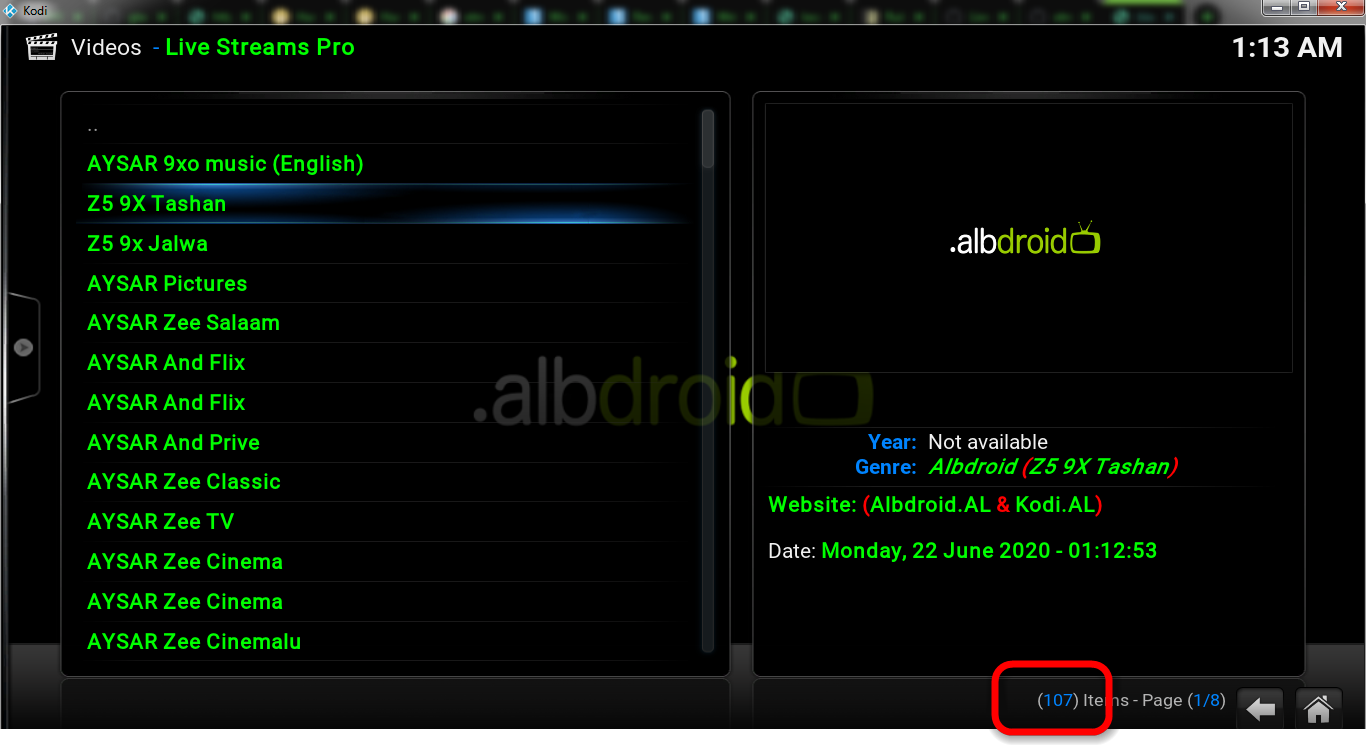 Kodi
Videos - Live Streams Pro
1:13 AM
..
AYSAR 9xo music (English)
Z5 9X Tashan
Z5 9x Jalwa
AYSAR Pictures
AYSAR Zee Salaam
AYSAR And Flix
AYSAR And Flix
AYSAR And Prive
AYSAR Zee Classic
AYSAR Zee TV
AYSAR Zee Cinema
AYSAR Zee Cinema
AYSAR Zee Cinemalu
.albdroid
.albdroid
Year: Not available
Genre: Albdroid (Z5 9X Tashan)
Website: (Albdroid.AL & Kodi.AL)
Date: Monday, 22 June 2020 - 01:12:53
(107) Items - Page (1/8)